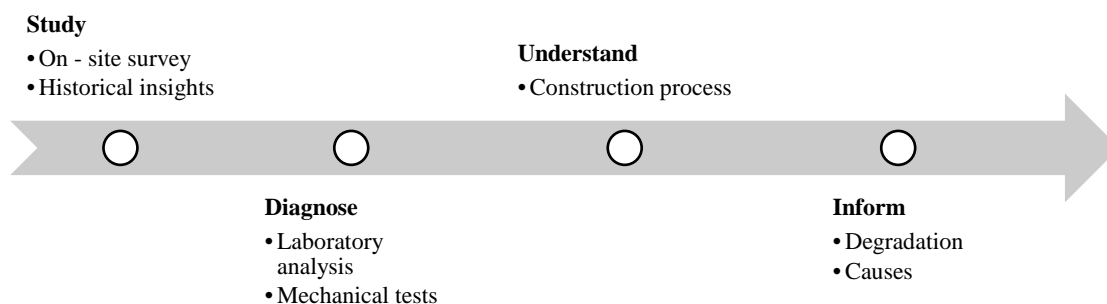 Study
• On - site survey
• Historical insights
Diagnose
• Laboratory
analysis
• Mechanical tests
Understand
• Construction process
Inform
• Degradation
• Causes